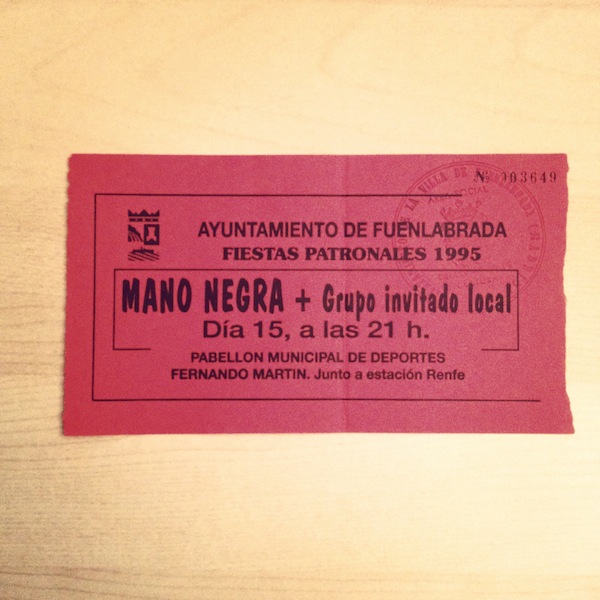 Nº 003649
AYUNTAMIENTO DE FUENLABRADA
FIESTAS PATRONALES 1995
MANO NEGRA + Grupo invitado local
Día 15, a las 21 h.
PABELLON MUNICIPAL DE DEPORTES
FERNANDO MARTIN. Junto a estación Renfe